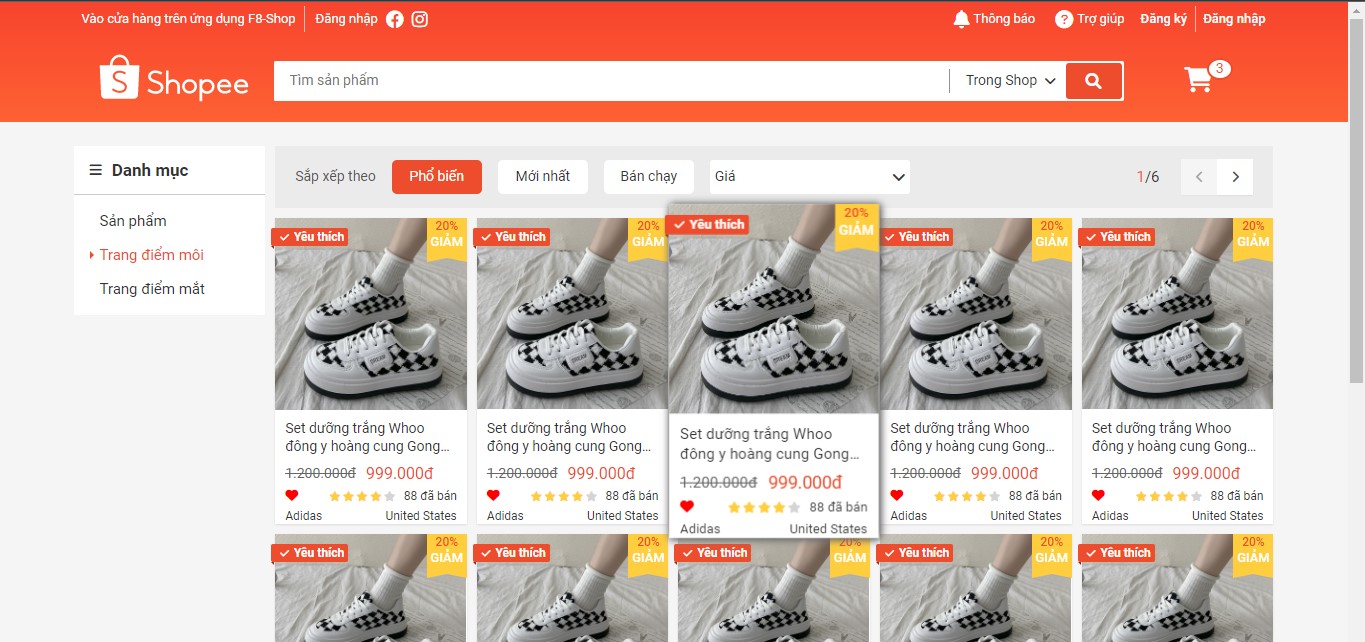 Vào cửa hàng trên ứng dụng F8-Shop Đăng nhập Thông báo ? Trợ giúp Đăng ký Đăng nhập
S Shopee Tìm sản phẩm Trong Shop 3
Danh mục
Sản phẩm
Trang điểm môi
Trang điểm mắt
Sắp xếp theo Phổ biến Mới nhất Bán chạy Giá 1/6
Yêu thích 20% GIẢM
DREAM
Set dưỡng trắng Whoo
đông y hoàng cung Gong...
1.200.000đ 999.000đ
88 đã bán
Adidas United States
Yêu thích 20% GIẢM
DREAM
Set dưỡng trắng Whoo
đông y hoàng cung Gong...
1.200.000đ 999.000đ
88 đã bán
Adidas United States
Yêu thích 20% GIẢM
DREAM
Set dưỡng trắng Whoo
đông y hoàng cung Gong...
1.200.000đ 999.000đ
88 đã bán
Adidas United States
Yêu thích 20% GIẢM
DREAM
Set dưỡng trắng Whoo
đông y hoàng cung Gong...
1.200.000đ 999.000đ
88 đã bán
Adidas United States
Yêu thích 20% GIẢM
DREAM
Set dưỡng trắng Whoo
đông y hoàng cung Gong...
1.200.000đ 999.000đ
88 đã bán
Adidas United States
Yêu thích 20% GIẢM
Yêu thích 20% GIẢM
Yêu thích 20% GIẢM
Yêu thích 20% GIẢM
Yêu thích 20% GIẢM